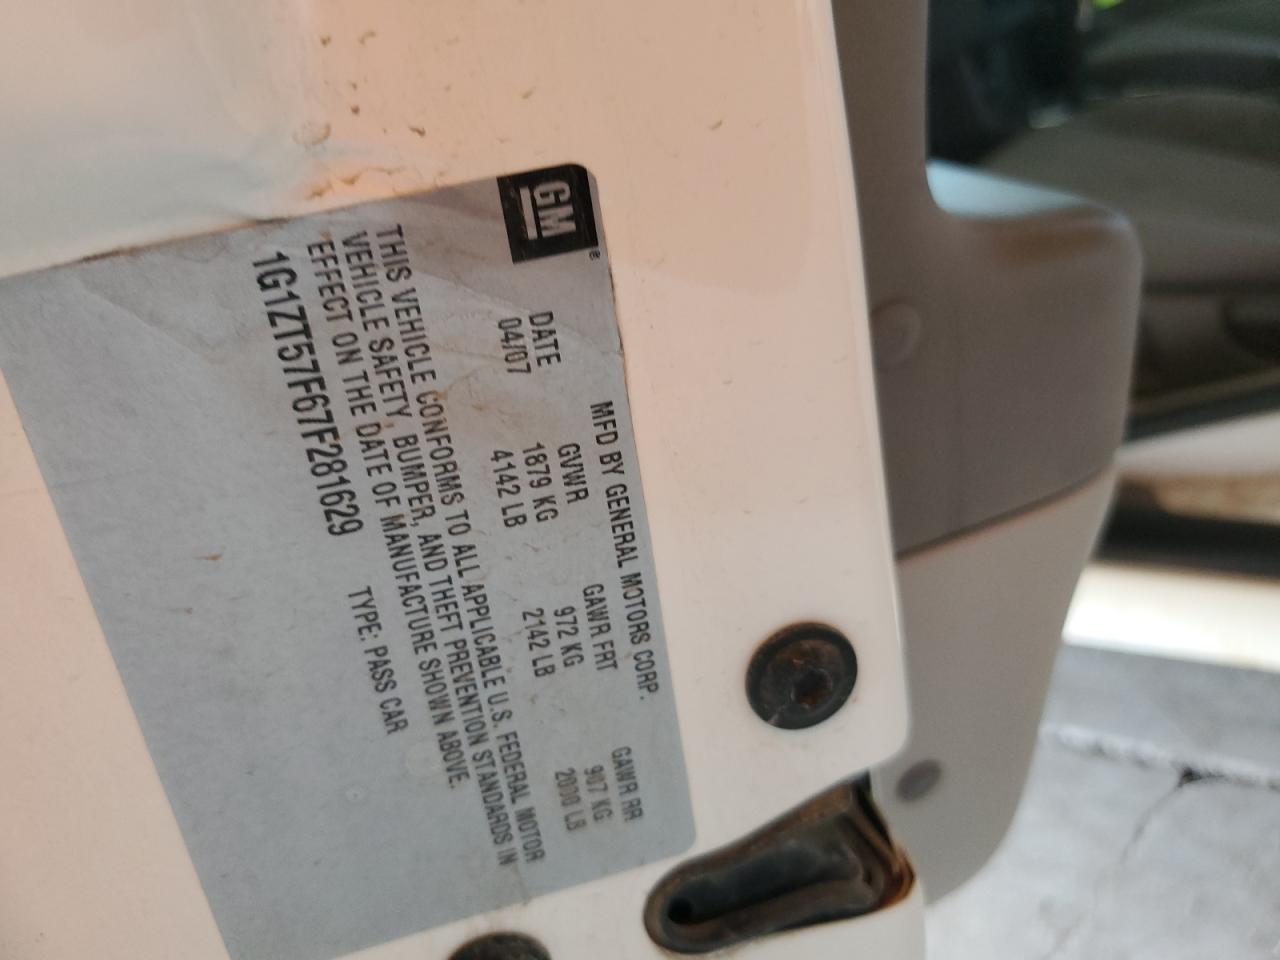 GM®
MFD BY GENERAL MOTORS CORP.
DATE GVWR GAWR FRT GAWR RR
04/07 1879 KG 972 KG 907 KG
4142 LB 2142 LB 2000 LB
THIS VEHICLE CONFORMS TO ALL APPLICABLE U.S. FEDERAL MOTOR
VEHICLE SAFETY, BUMPER, AND THEFT PREVENTION STANDARDS IN
EFFECT ON THE DATE OF MANUFACTURE SHOWN ABOVE.
1G1ZT57F67F281629 TYPE: PASS CAR